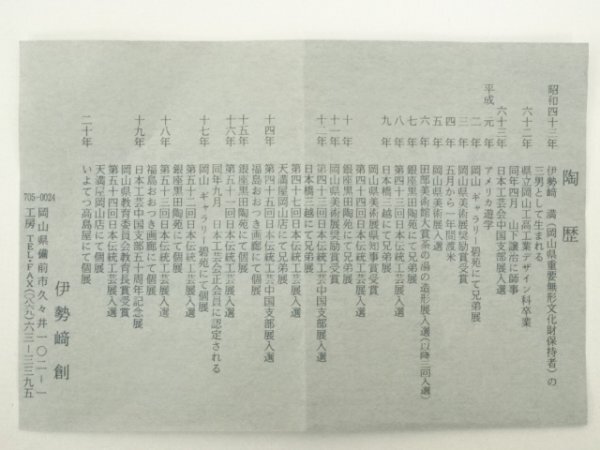 陶歴
昭和四十三年 伊勢﨑 満(岡山県重要無形文化財保持者)の
三男として生まれる
六十二年 県立岡山工高工業デザイン科卒業
同年四月 山下譲治に師事
六十三年 日本工芸会中国支部展入選
平成元年 アメリカ遊学
二年 岡山 ギャラリー碧苑にて兄弟展
三年 岡山県美術展奨励賞受賞
四年 五月から一年間渡米
五年 岡山県美術展入選
六年 田部美術館大賞茶の湯の造形展入選(以降三回入選)
七年 銀座黒田陶苑にて兄弟展
八年 第四十三回日本伝統工芸展入選
日本橋三越にて兄弟展
九年 岡山県美術展県知事賞受賞
第四十四回日本伝統工芸展入選
十年 銀座黒田陶苑にて兄弟展
十一年 岡山県美術展奨励賞受賞
十二年 第四十回日本伝統工芸中国支部展入選
日本橋三越にて兄弟展
第四十七回日本伝統工芸展入選
天満屋岡山店にて兄弟展
十四年 第四十五回日本伝統工芸中国支部展入選
福島おおつき画廊にて個展
十五年 銀座黒田陶苑にて個展
十六年 第五十一回日本伝統工芸展入選
同年九月 日本工芸会正会員に認定される
十七年 岡山 ギャラリー碧苑にて個展
第五十二回日本伝統工芸展入選
十八年 第五十三回日本伝統工芸展入選
福島おおつき画廊にて個展
十九年 日本工芸会中国支部五十周年記念展
岡山県教育委員会教育長賞受賞
第五十四回日本伝統工芸展入選
天満屋岡山店にて個展
二十年 いよてつ高島屋にて個展
伊勢﨑 創
705-0024
岡山県備前市久々井一〇二一ー一
工房TEL・FAX(〇八六九)六三ー三二九五